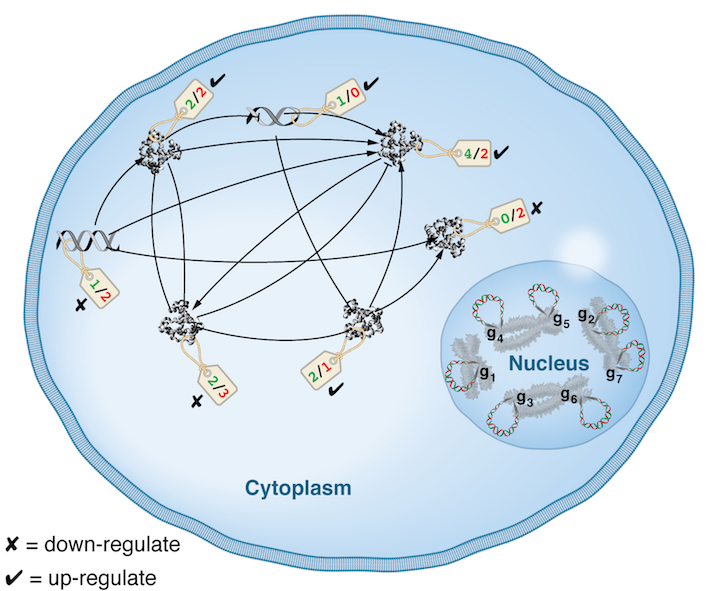 2/2 ✔
1/0 ✔
4/2 ✔
0/2 ✘
1/2
✘
2/3
✘
2/1
✔
g4
g5
g2
Nucleus
g1
g7
g3
g6
Cytoplasm
✘ = down-regulate
✔ = up-regulate